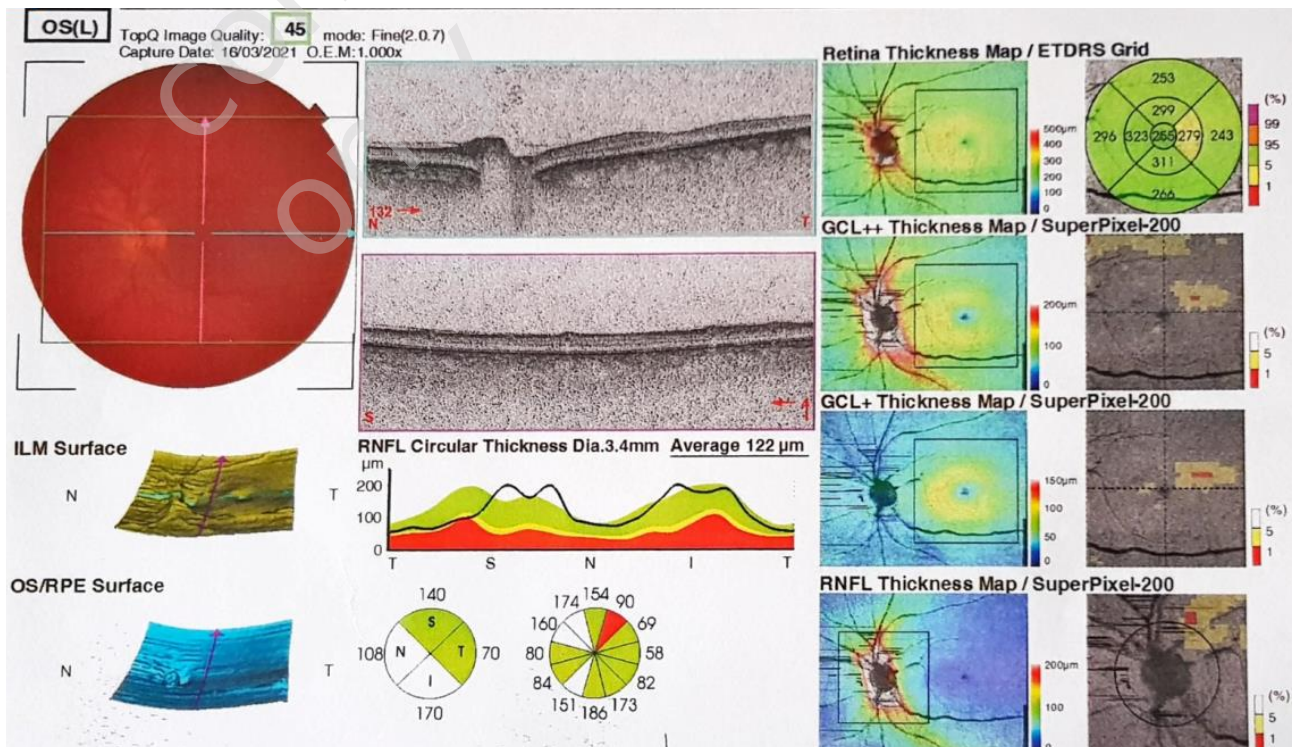 OS(L) TopQ Image Quality: 45 mode: Fine(2.0.7)
Capture Date: 16/03/2021 O.E.M:1.000x
132
N
T
S
ILM Surface
N
T
OS/RPE Surface
N
T
RNFL Circular Thickness Dia.3.4mm Average 122 µm
µm
200
100
0
T S N I T
140
108 N S T 70
I
170
174 154 90
160 69
80 58
84 82
151 186 173
Retina Thickness Map / ETDRS Grid
500µm
400
300
200
100
0
253
299
296 323 255 279 243
311
266
(%)
99
95
5
1
GCL++ Thickness Map / SuperPixel-200
200µm
100
0
(%)
5
1
GCL+ Thickness Map / SuperPixel-200
150µm
100
50
0
(%)
5
1
RNFL Thickness Map / SuperPixel-200
200µm
100
0
(%)
5
1